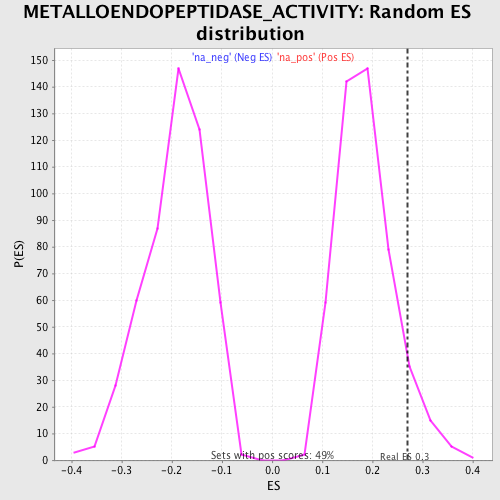 METALLOENDOPEPTIDASE_ACTIVITY: Random ES
distribution
'na_neg' (Neg ES) 'na_pos' (Pos ES)
150
140
130
120
110
100
90
80
70
60
50
40
30
20
10
0
P(ES)
Sets with pos scores: 49%
Real ES 0.3
-0.4 -0.3 -0.2 -0.1 0.0 0.1 0.2 0.3 0.4
ES